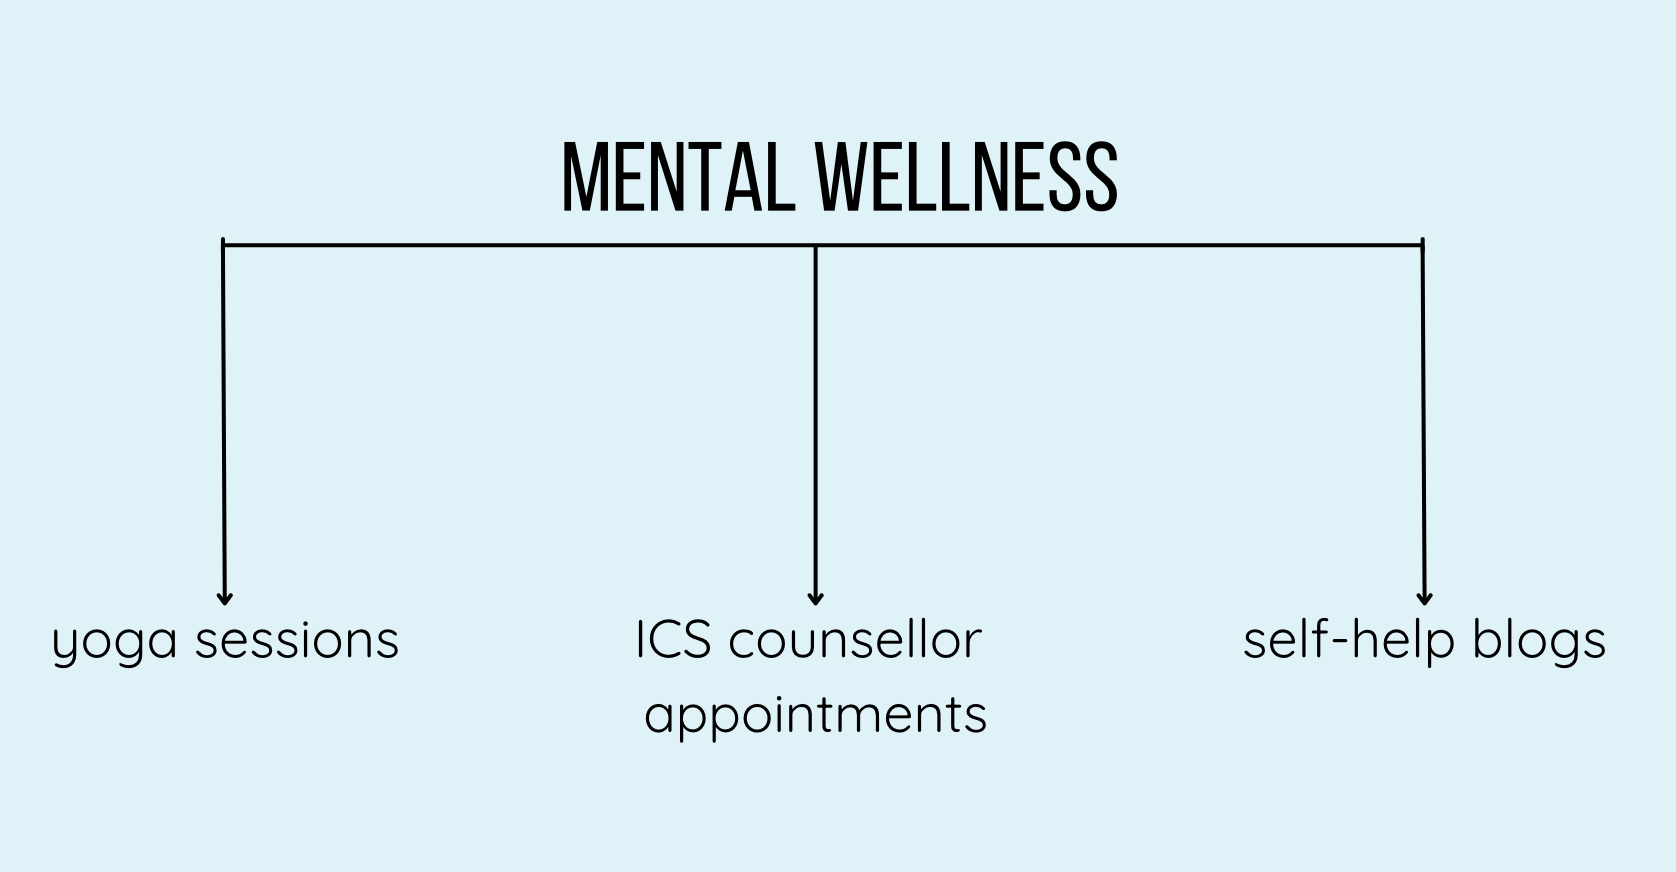 MENTAL WELLNESS
yoga sessions
ICS counsellor
appointments
self-help blogs